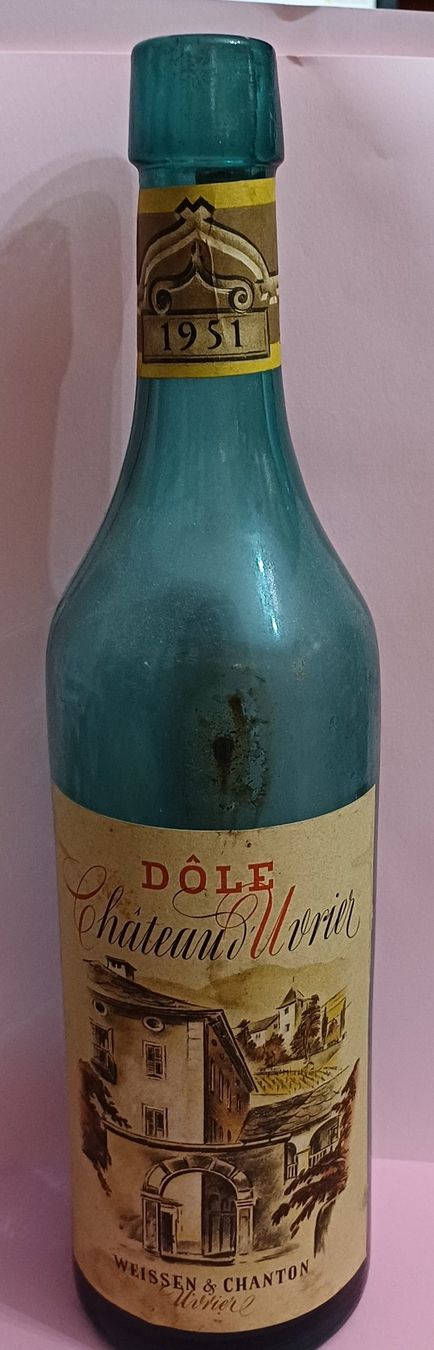 1951
DÔLE
Château d'Uvrier
WEISSEN & CHANTON
Uvrier